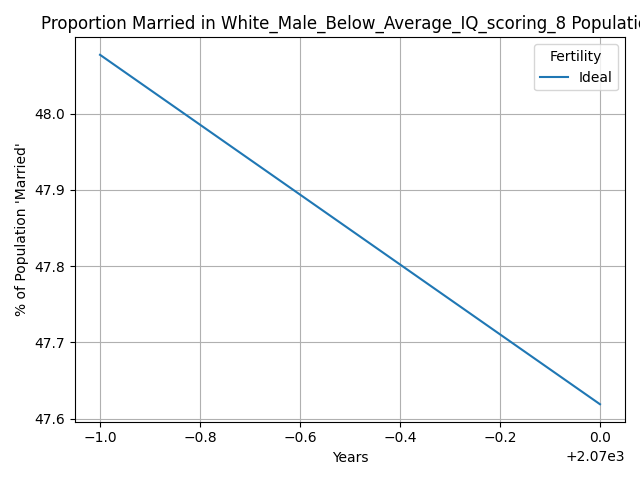 Proportion Married in White_Male_Below_Average_IQ_scoring_8 Populatio
Fertility
Ideal
48.0
47.9
47.8
47.7
47.6
% of Population 'Married'
−1.0 −0.8 −0.6 −0.4 −0.2 0.0
+2.07e3
Years